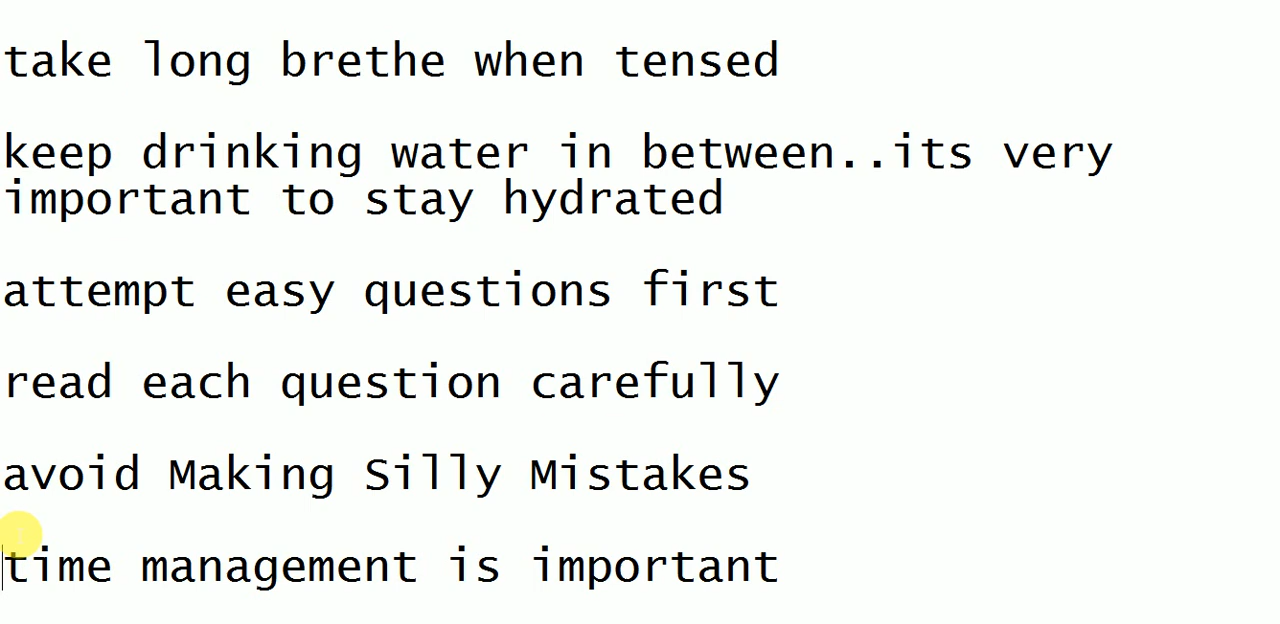 take long brethe when tensed
keep drinking water in between..its very
important to stay hydrated
attempt easy questions first
read each question carefully
avoid Making Silly Mistakes
time management is important